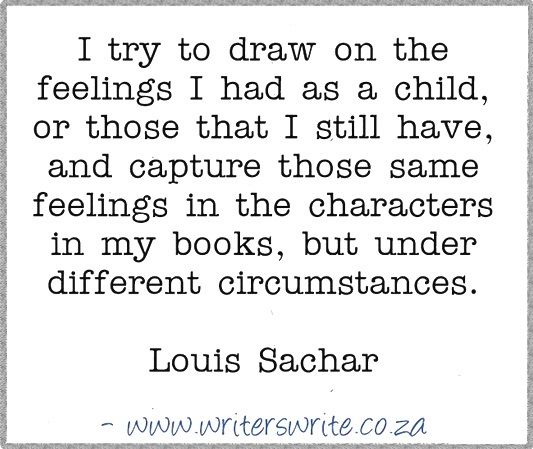 I try to draw on the
feelings I had as a child,
or those that I still have,
and capture those same
feelings in the characters
in my books, but under
different circumstances.
Louis Sachar
- www.writerswrite.co.za